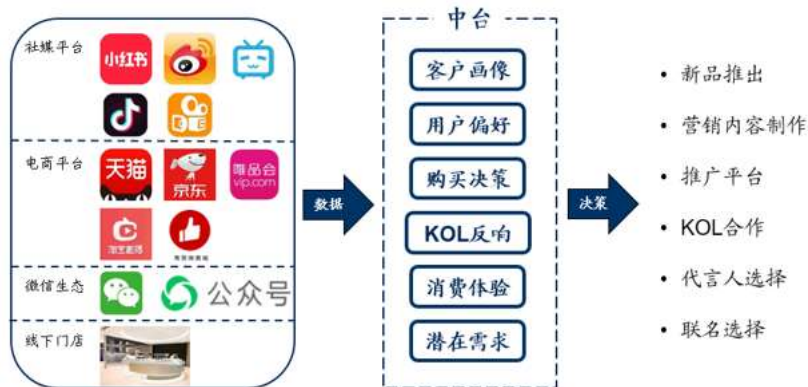 社媒平台
小红书
电商平台
天猫
京东
唯品会
vip.com
淘宝直播
微信生态
公众号
线下门店
数据
中台
客户画像
用户偏好
购买决策
KOL反响
消费体验
潜在需求
决策
• 新品推出
• 营销内容制作
• 推广平台
• KOL合作
• 代言人选择
• 联名选择